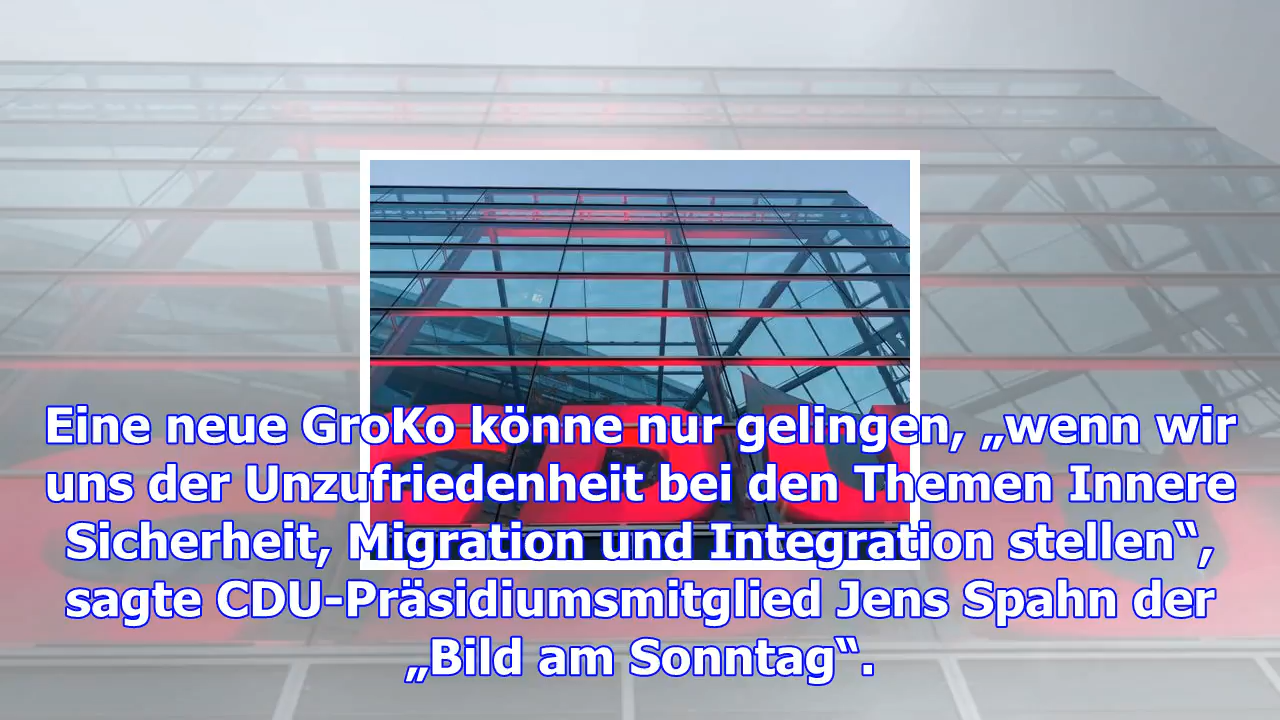 CDU
Eine neue GroKo könne nur gelingen, „wenn wir
uns der Unzufriedenheit bei den Themen Innere
Sicherheit, Migration und Integration stellen“,
sagte CDU-Präsidiumsmitglied Jens Spahn der
„Bild am Sonntag“.